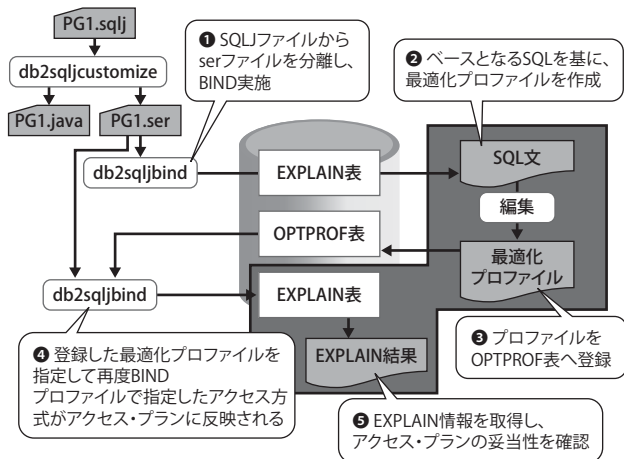 PG1.sqlj
db2sqljcustomize
PG1.java
PG1.ser
db2sqljbind
❶ SQLJファイルから
serファイルを分離し、
BIND実施
❷ ベースとなるSQLを基に、
最適化プロファイルを作成
EXPLAIN表
SQL文
編集
OPTPROF表
最適化
プロファイル
db2sqljbind
EXPLAIN表
EXPLAIN結果
❸ プロファイルを
OPTPROF表へ登録
❹ 登録した最適化プロファイルを
指定して再度BIND
プロファイルで指定したアクセス方
式がアクセス・プランに反映される
❺ EXPLAIN情報を取得し、
アクセス・プランの妥当性を確認